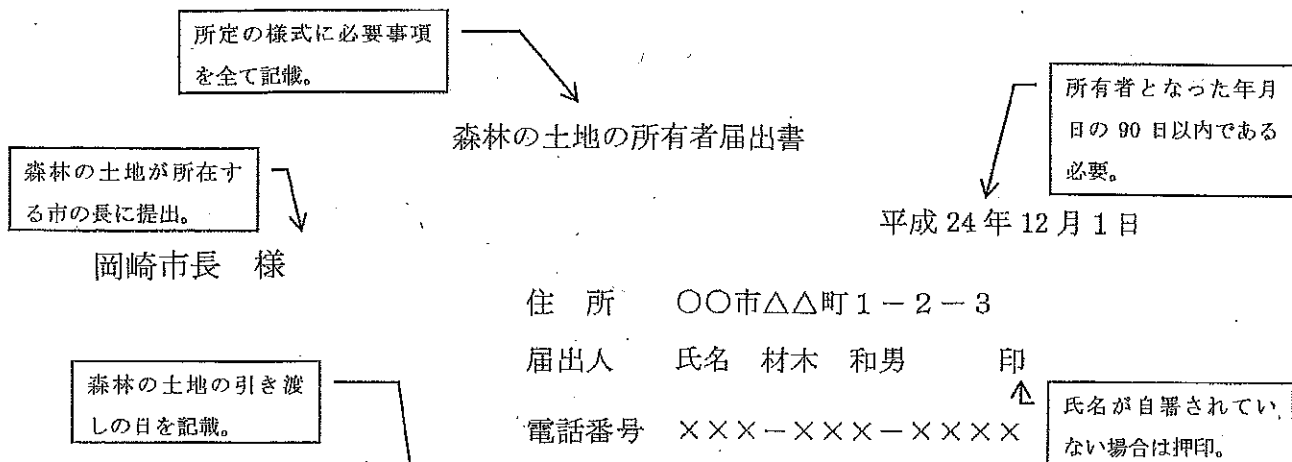 所定の様式に必要事項
を全て記載。
森林の土地の所有者届出書
所有者となった年月
日の 90 日以内である
必要。
森林の土地が所在す
る市の長に提出。
平成 24 年 12 月 1 日
岡崎市長 様
住 所 〇〇市△△町1-2-3
届出人 氏名 材木 和男 印
森林の土地の引き渡
しの日を記載。
電話番号 ×××-×××-××××
氏名が自署されてい
ない場合は押印。